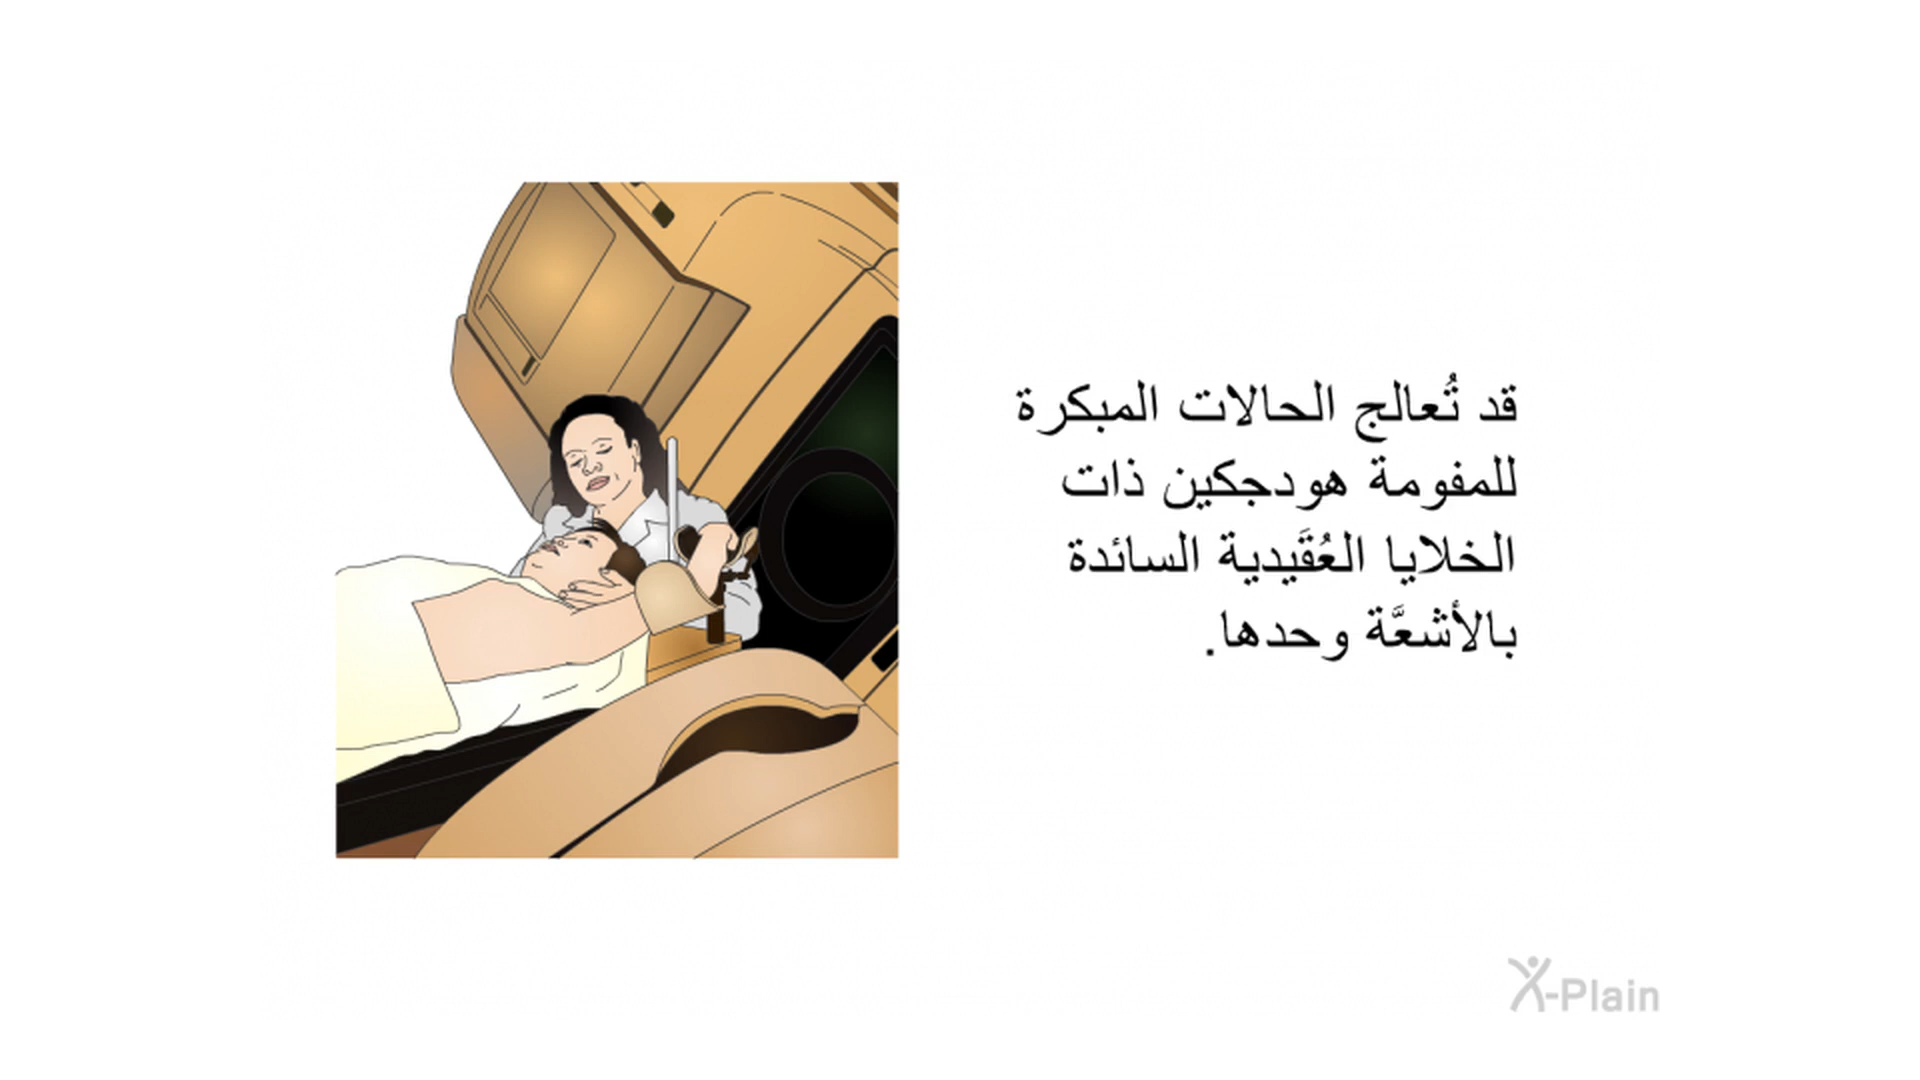 قد تُعالج الحالات المبكرة
للمفومة هودجكين ذات
الخلايا العُقَيدية السائدة
بالأشعَّة وحدها.
X-Plain